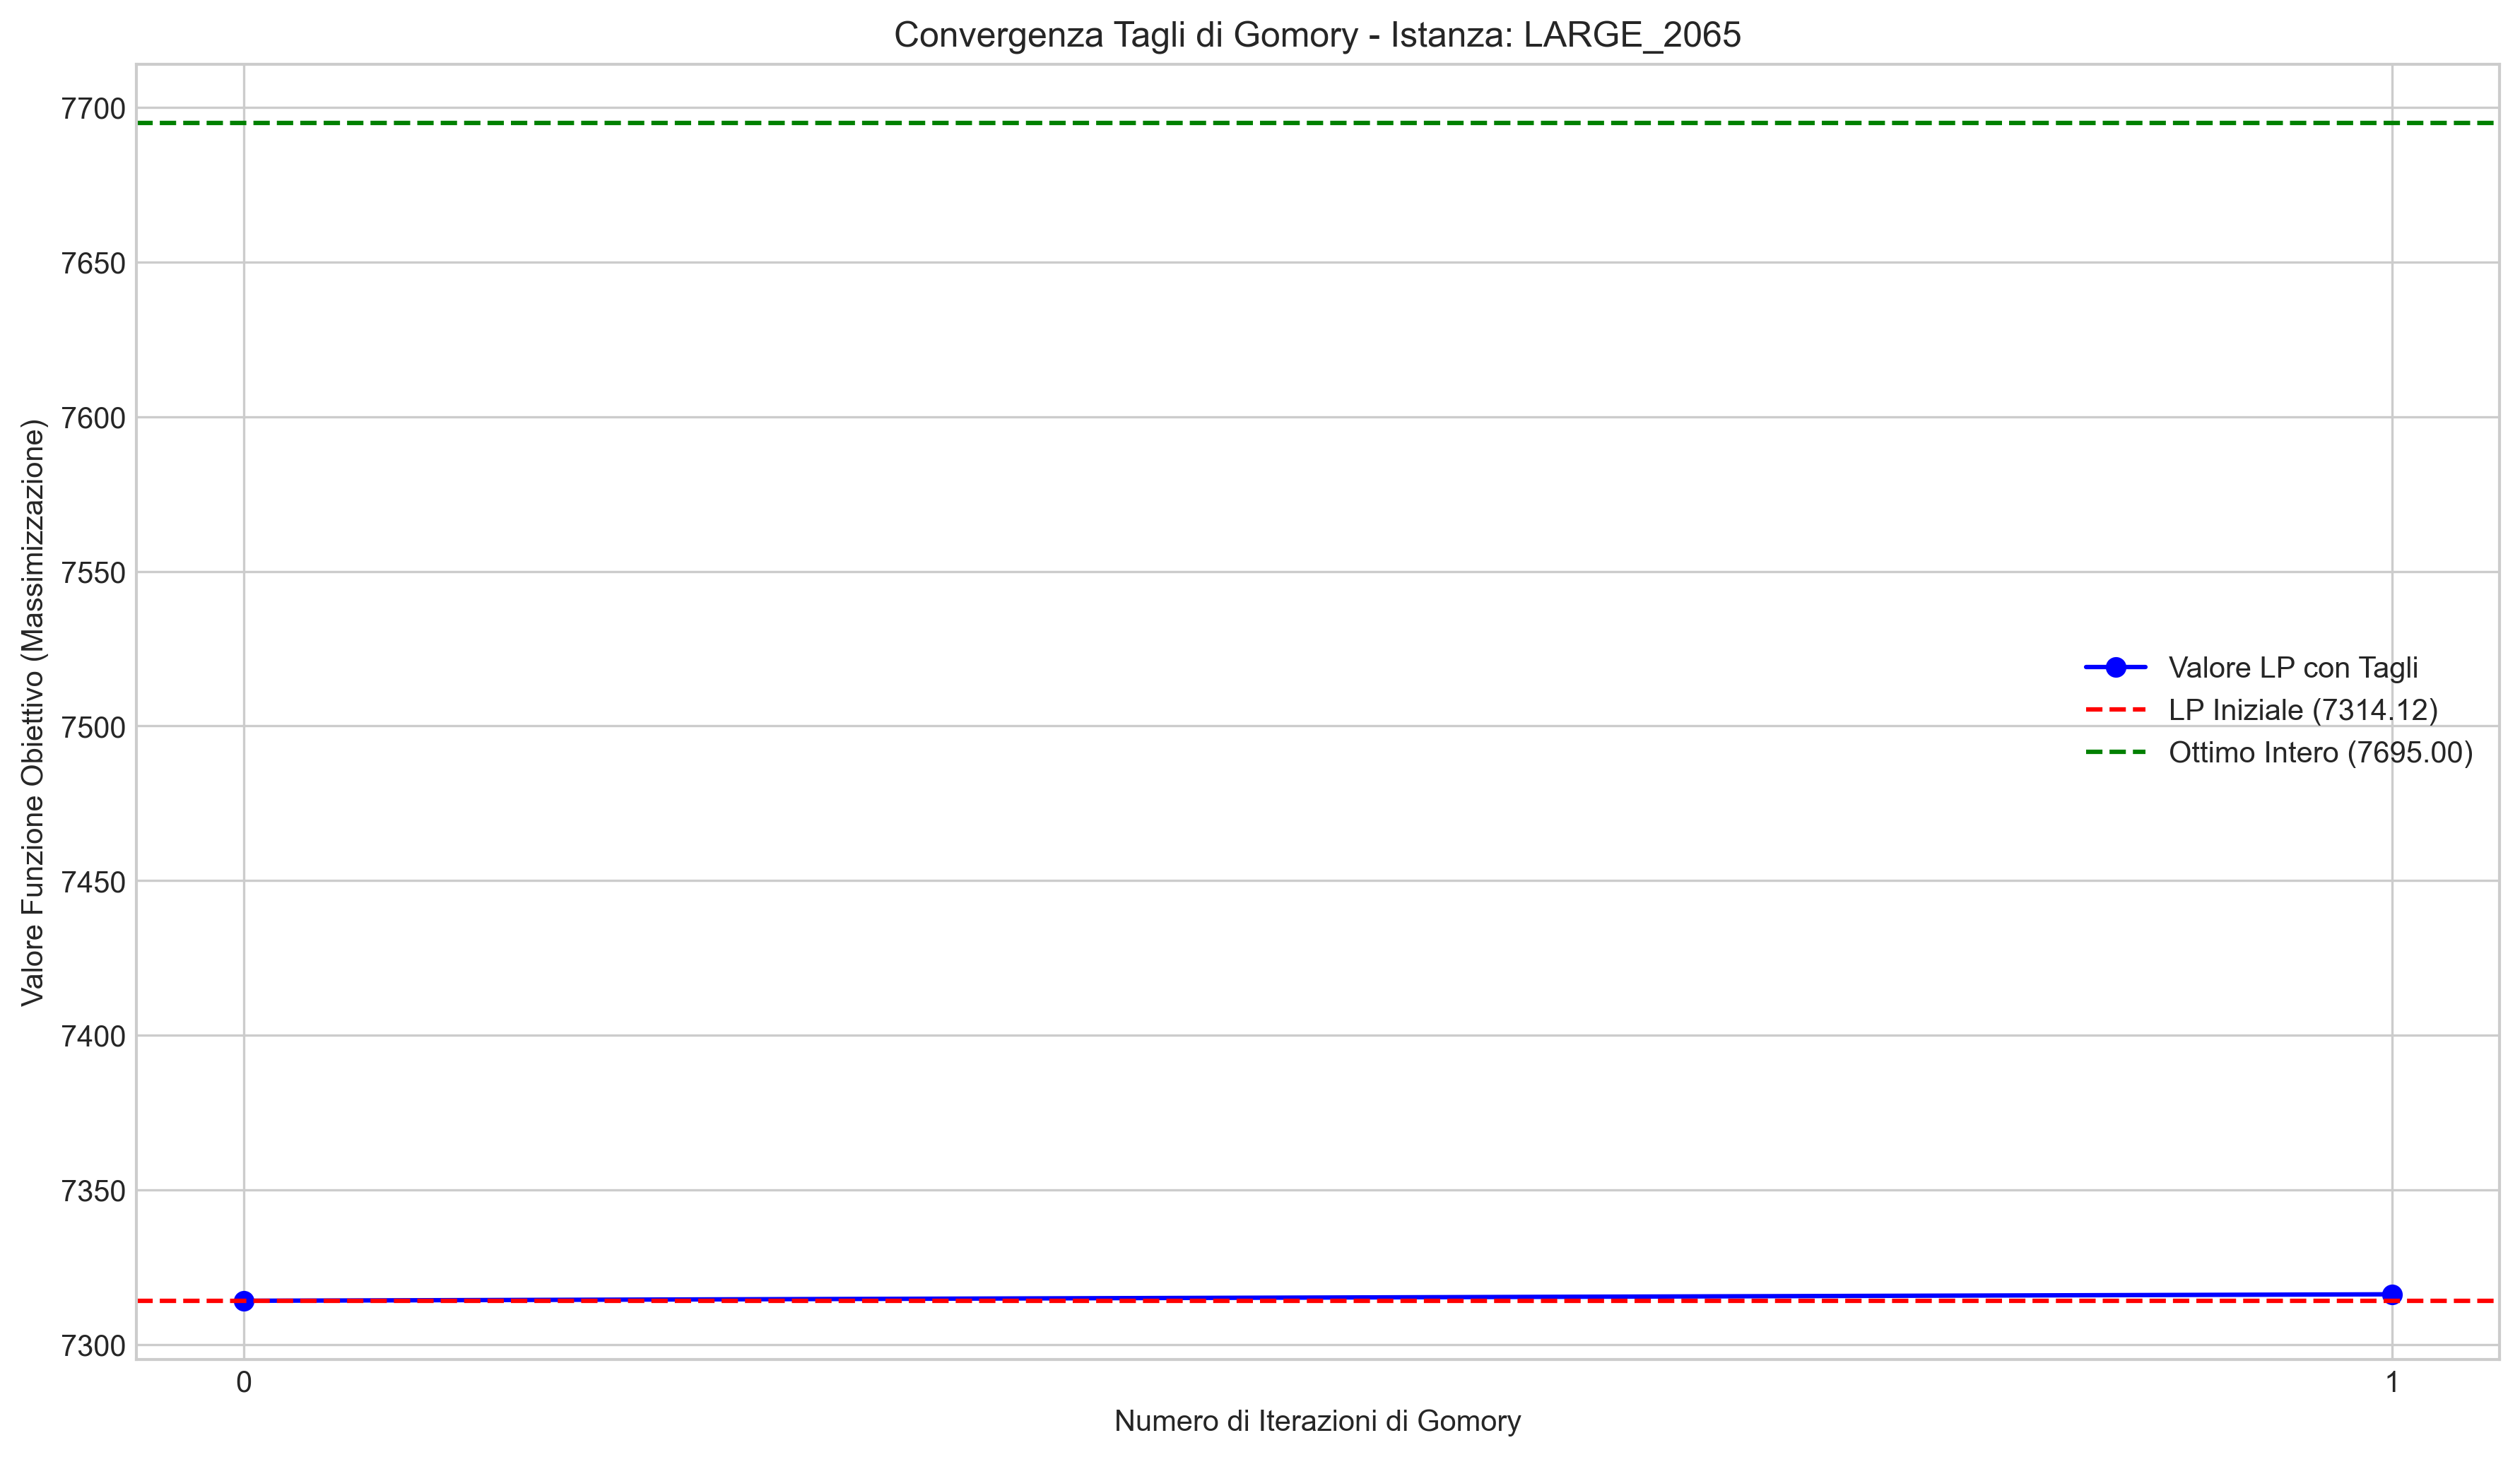 Convergenza Tagli di Gomory - Istanza: LARGE_2065
Valore Funzione Obiettivo (Massimizzazione)
7700
7650
7600
7550
7500
7450
7400
7350
7300
Valore LP con Tagli
LP Iniziale (7314.12)
Ottimo Intero (7695.00)
0 1
Numero di Iterazioni di Gomory